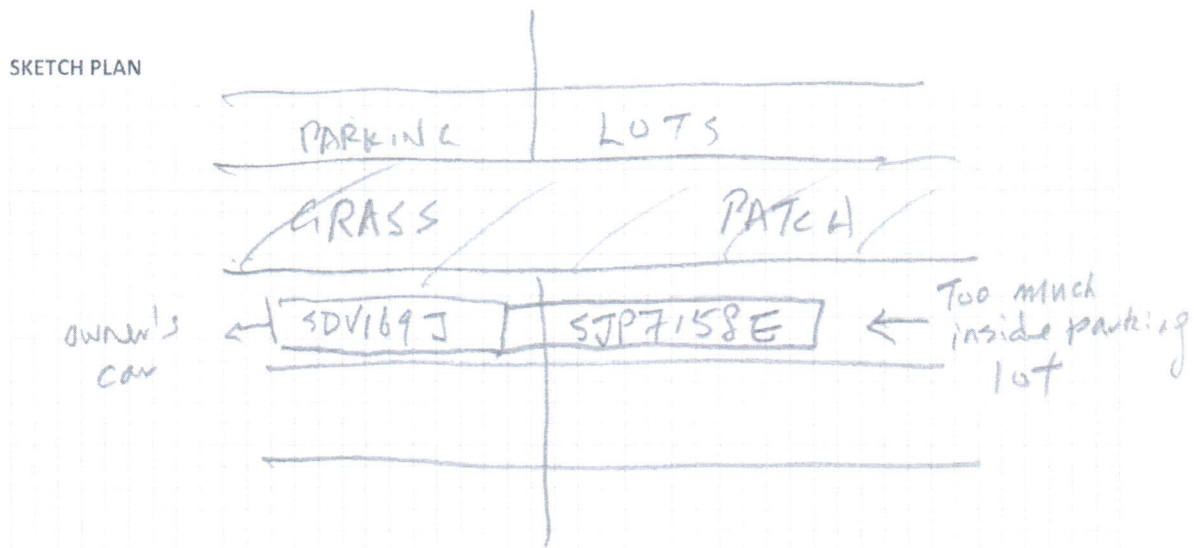 SKETCH PLAN
PARKING LOTS
GRASS PATCH
owner's
car
SDV169J
SJP7158E
Too much
inside parking
lot